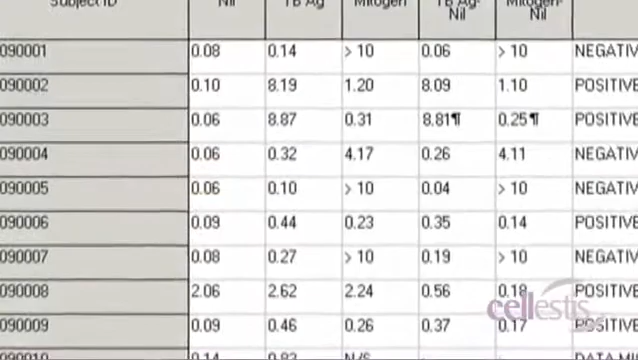 Subject ID Nil TB Ag Mitogen TB Ag- Nil Mitogen- Nil
090001 0.08 0.14 > 10 0.06 > 10 NEGATIV
090002 0.10 8.19 1.20 8.09 1.10 POSITIVE
090003 0.06 8.87 0.31 8.81¶ 0.25¶ POSITIVE
090004 0.06 0.32 4.17 0.26 4.11 NEGATIV
090005 0.06 0.10 > 10 0.04 > 10 NEGATIV
090006 0.09 0.44 0.23 0.35 0.14 POSITIVE
090007 0.08 0.27 > 10 0.19 > 10 NEGATIV
090008 2.06 2.62 2.24 0.56 0.18 POSITIVE
090009 0.09 0.46 0.26 0.37 0.17 POSITIVE
090010 0.14 0.82 N/S
cellestis